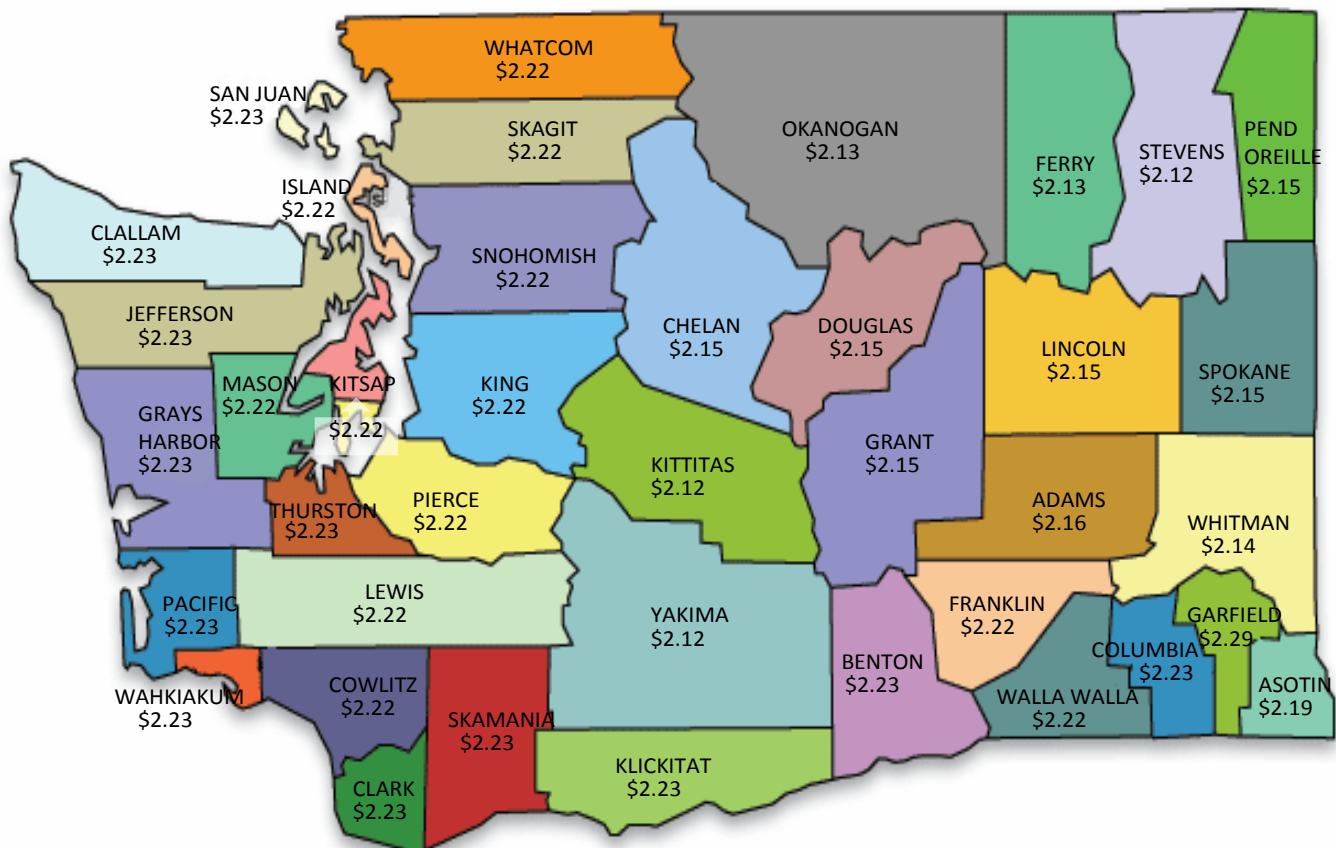 WHATCOM
$2.22
SAN JUAN
$2.23
SKAGIT
$2.22
OKANOGAN
$2.13
FERRY
$2.13
STEVENS
$2.12
PEND
OREILLE
$2.15
ISLAND
$2.22
CLALLAM
$2.23
SNOHOMISH
$2.22
JEFFERSON
$2.23
CHELAN
$2.15
DOUGLAS
$2.15
LINCOLN
$2.15
SPOKANE
$2.15
MASON
$2.22
KITSAP
$2.22
KING
$2.22
GRAYS
HARBOR
$2.23
GRANT
$2.15
KITTITAS
$2.12
THURSTON
$2.23
PIERCE
$2.22
ADAMS
$2.16
WHITMAN
$2.14
PACIFIC
$2.23
LEWIS
$2.22
YAKIMA
$2.12
FRANKLIN
$2.22
GARFIELD
$2.29
COLUMBIA
$2.23
BENTON
$2.23
WALLA WALLA
$2.22
ASOTIN
$2.19
WAHKIAKUM
$2.23
COWLITZ
$2.22
SKAMANIA
$2.23
KLICKITAT
$2.23
CLARK
$2.23